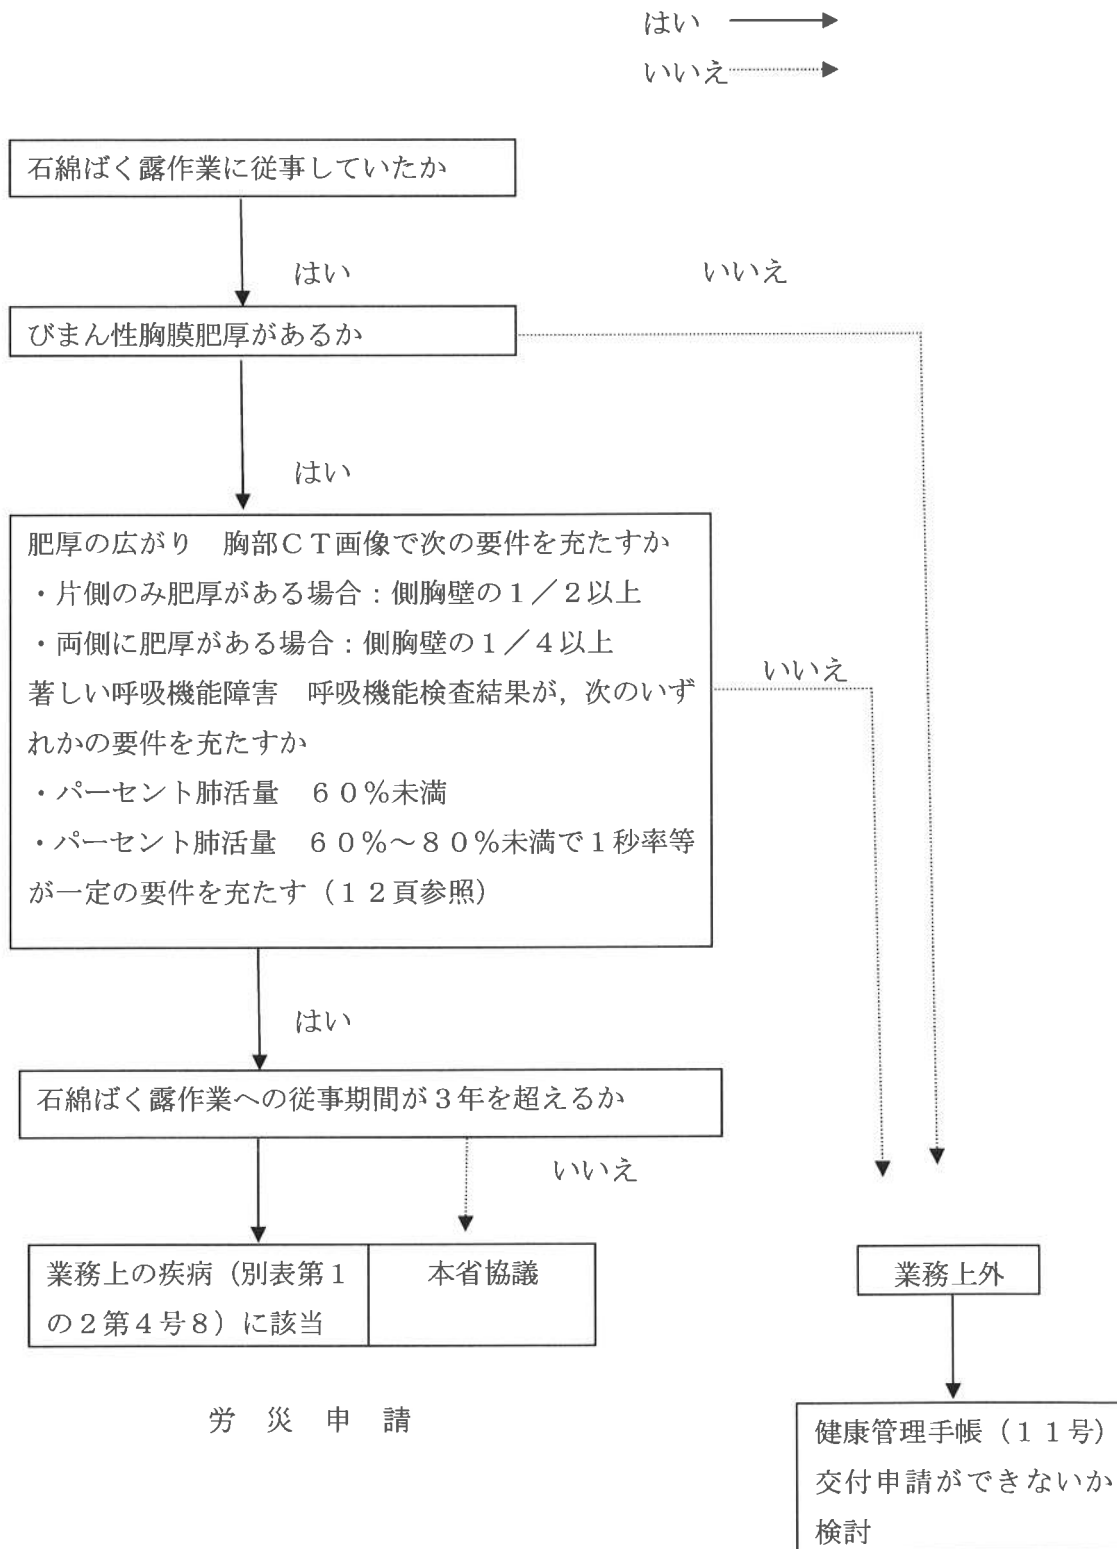 はい
いいえ
石綿ばく露作業に従事していたか
はい
いいえ
びまん性胸膜肥厚があるか
はい
肥厚の広がり　胸部ＣＴ画像で次の要件を充たすか
・片側のみ肥厚がある場合：側胸壁の１／２以上
・両側に肥厚がある場合：側胸壁の１／４以上
著しい呼吸機能障害　呼吸機能検査結果が，次のいず
れかの要件を充たすか
・パーセント肺活量　６０％未満
・パーセント肺活量　６０％～８０％未満で１秒率等
が一定の要件を充たす（１２頁参照）
いいえ
はい
石綿ばく露作業への従事期間が３年を超えるか
いいえ
業務上の疾病（別表第１
の２第４号８）に該当
本省協議
業務上外
労　災　申　請
健康管理手帳（１１号）
交付申請ができないか
検討